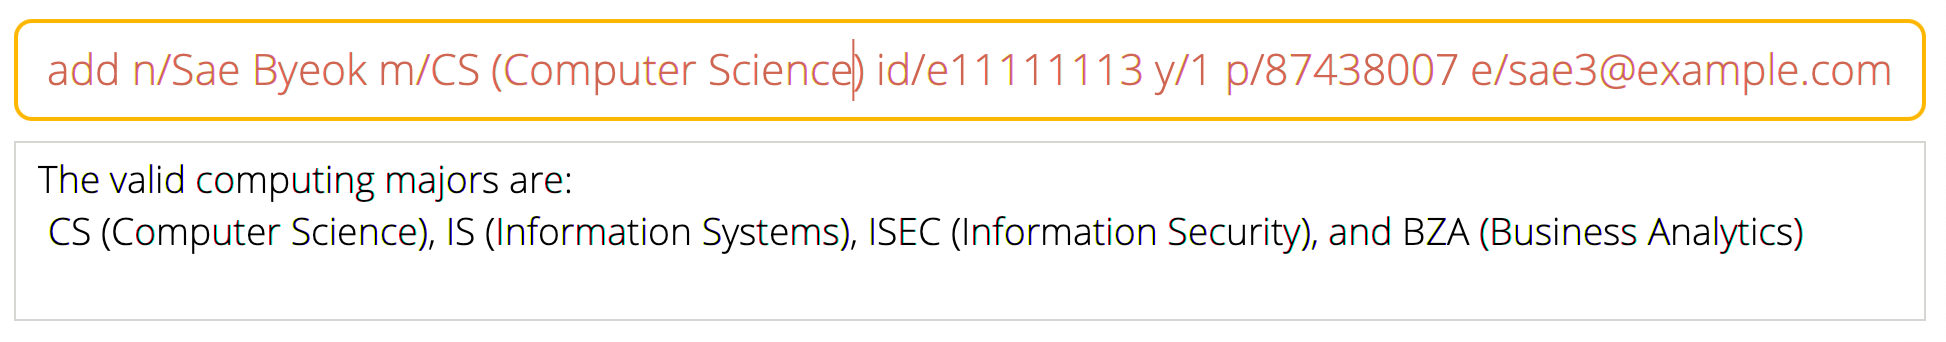 add n/Sae Byeok m/CS (Computer Science) id/e11111113 y/1 p/87438007 e/sae3@example.com
The valid computing majors are:
CS (Computer Science), IS (Information Systems), ISEC (Information Security), and BZA (Business Analytics)